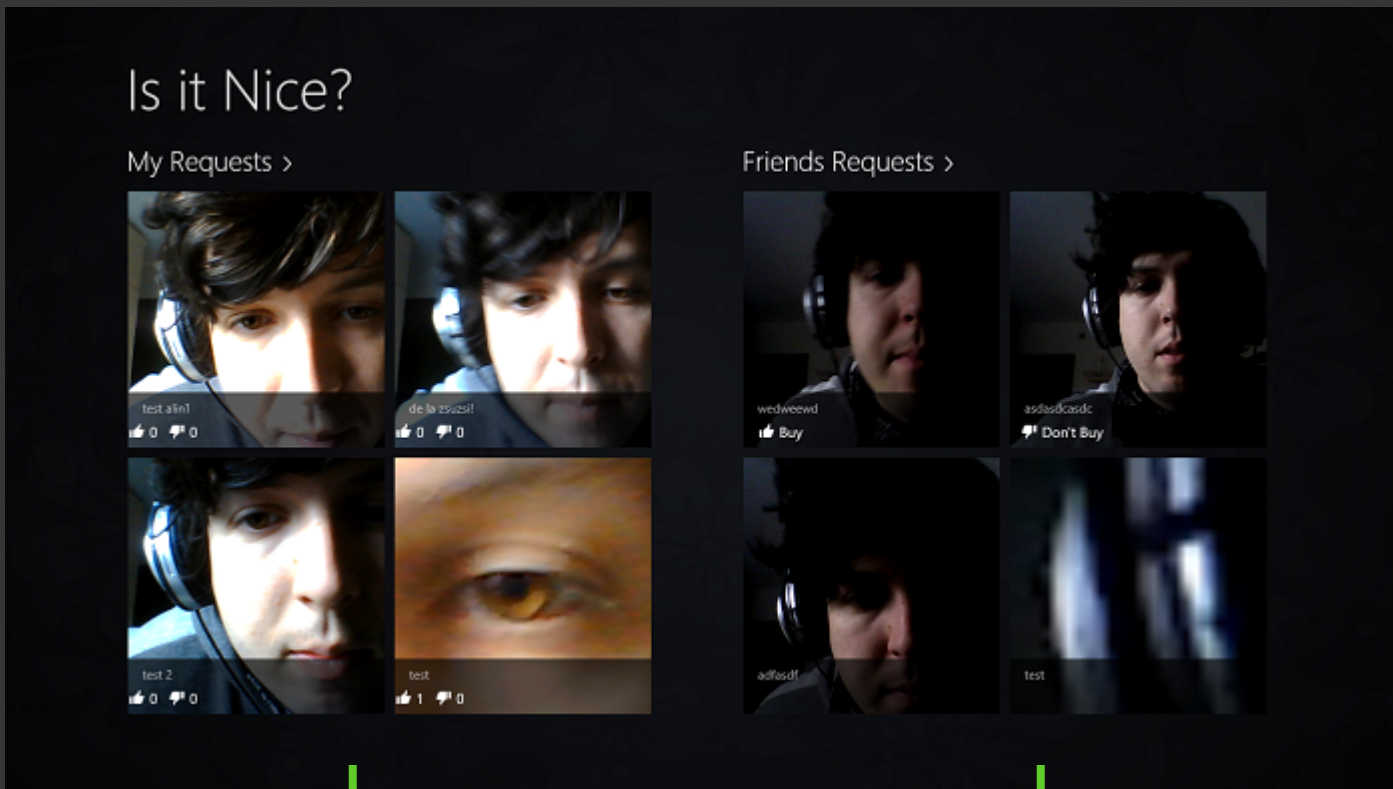 Is it Nice?
My Requests >
test alin1
0 0
de la zsuzsi!
0 0
test 2
0 0
test
1 0
Friends Requests >
wedweewd
Buy
asdasdcasdc
Don't Buy
adfasdf
test